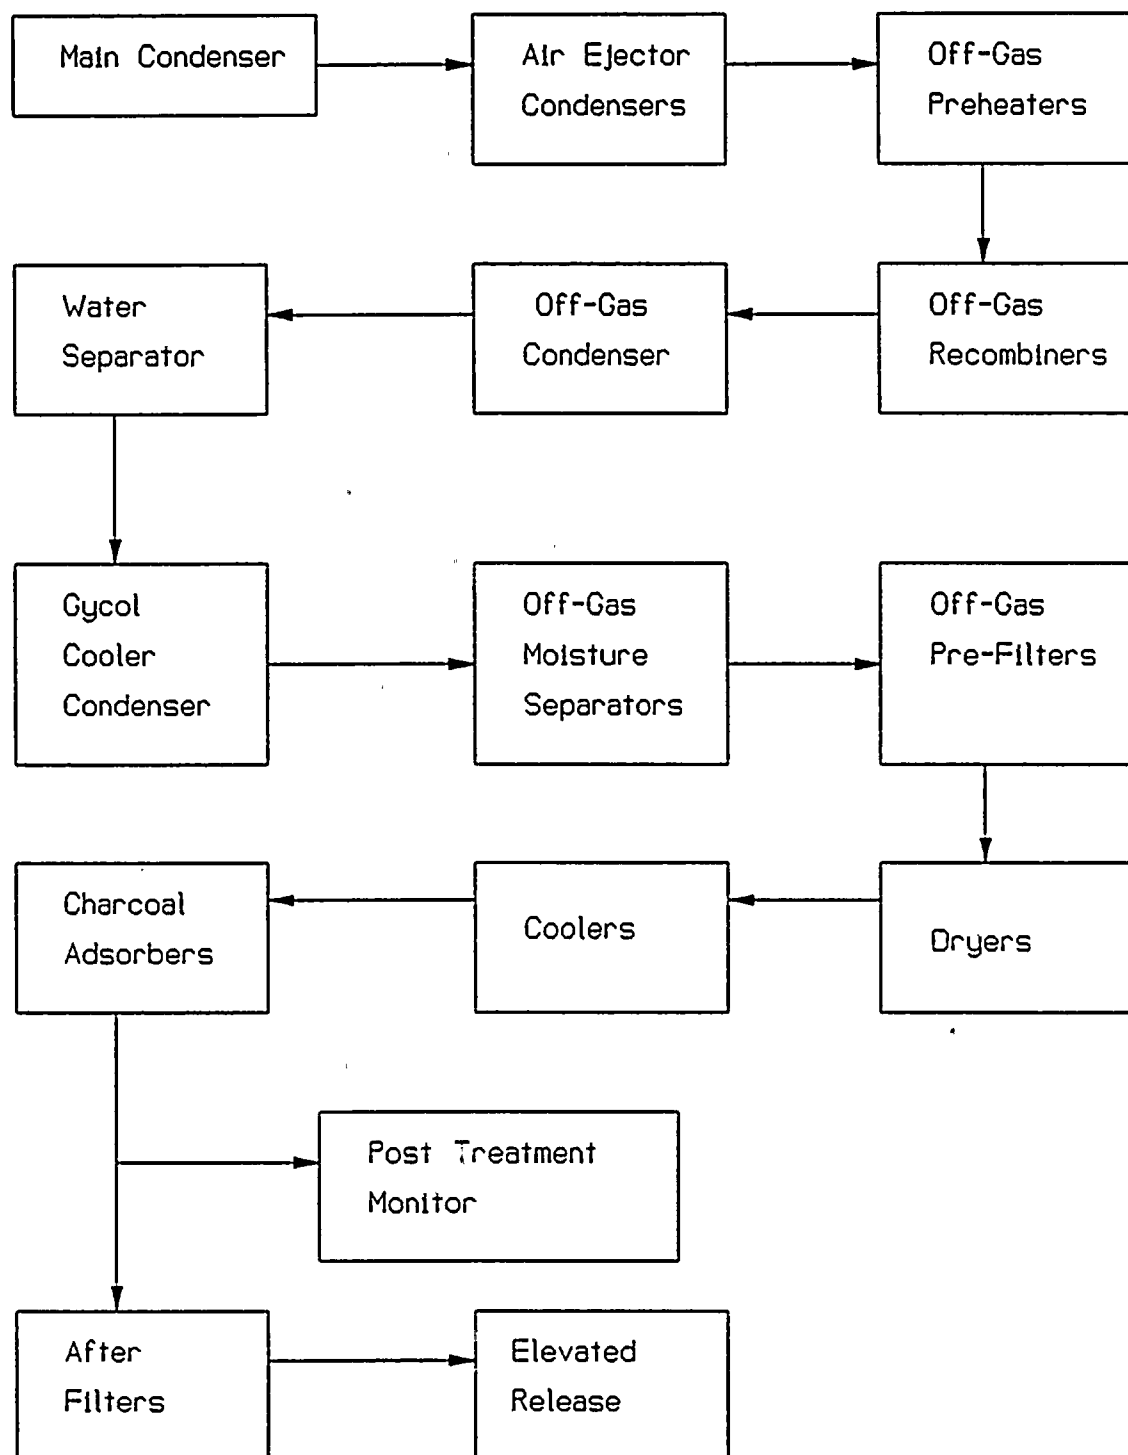 Main Condenser
Air Ejector
Condensers
Off-Gas
Preheaters
Water
Separator
Off-Gas
Condenser
Off-Gas
Recombiners
Gycol
Cooler
Condenser
Off-Gas
Moisture
Separators
Off-Gas
Pre-Filters
Charcoal
Adsorbers
Coolers
Dryers
Post Treatment
Monitor
After
Filters
Elevated
Release